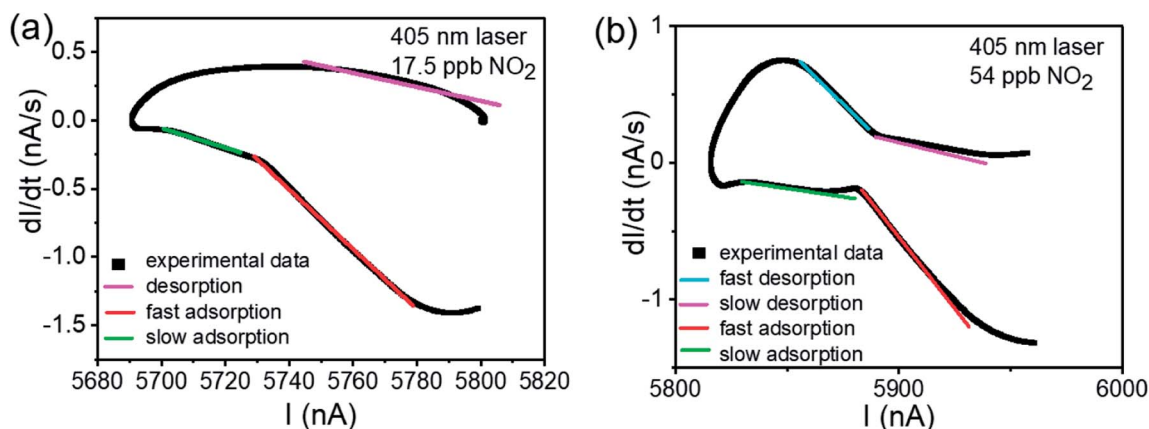 (a)
405 nm laser
17.5 ppb NO2
dI/dt (nA/s)
0.5
0.0
-0.5
-1.0
-1.5
experimental data
desorption
fast adsorption
slow adsorption
5680 5700 5720 5740 5760 5780 5800 5820
I (nA)
(b)
405 nm laser
54 ppb NO2
dI/dt (nA/s)
1
0
-1
experimental data
fast desorption
slow desorption
fast adsorption
slow adsorption
5800 5900 6000
I (nA)